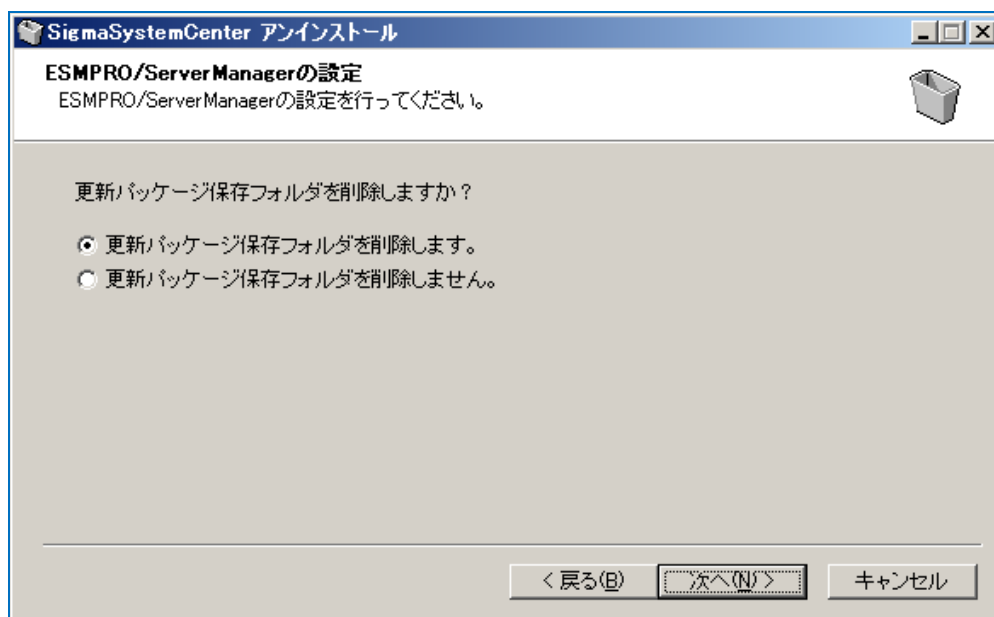 SigmaSystemCenter アンインストール
ESMPRO/ServerManagerの設定
ESMPRO/ServerManagerの設定を行ってください。
更新パッケージ保存フォルダを削除しますか？
更新パッケージ保存フォルダを削除します。
更新パッケージ保存フォルダを削除しません。
< 戻る(B) 次へ(N) > キャンセル